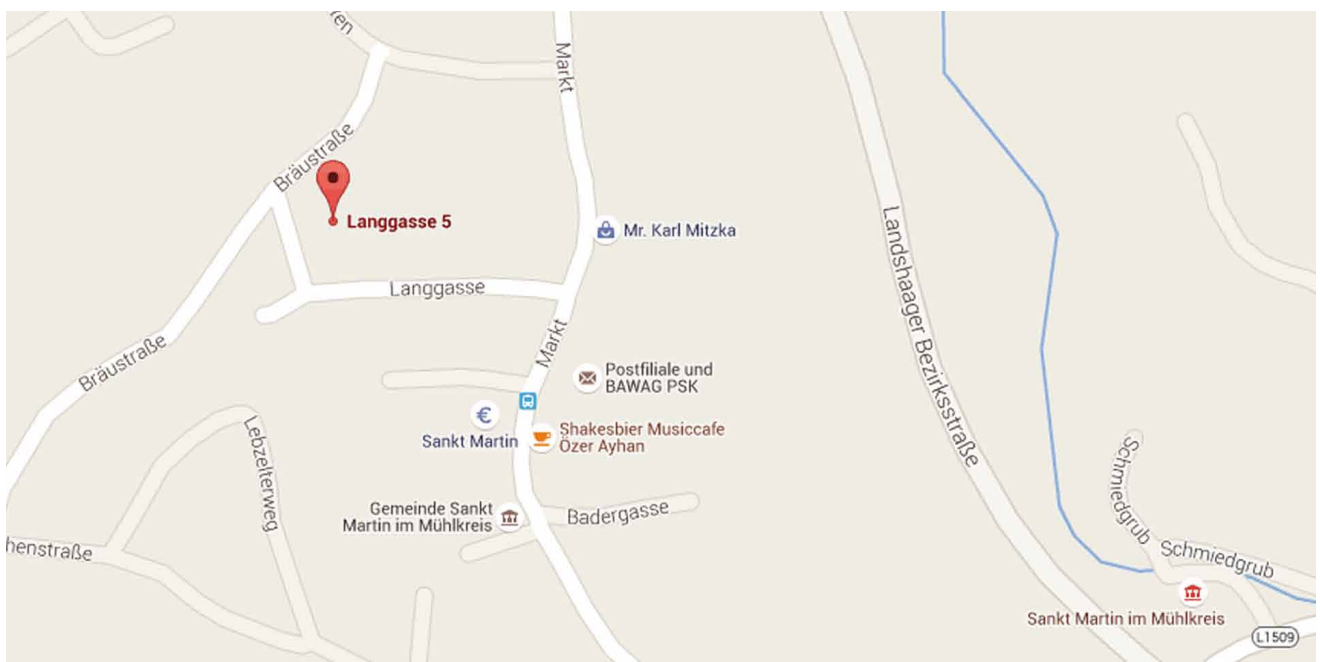 ren
Markt
Bräustraße
Langgasse 5
Mr. Karl Mitzka
Landshaager Bezirksstraße
Langgasse
Markt
Bräustraße
Postfiliale und
BAWAG PSK
€
Sankt Martin
Shakesbier Musiccafe
Özer Ayhan
Lebzelterweg
Gemeinde Sankt
Martin im Mühlkreis
Badergasse
Schmiedgrub
henstraße
Schmiedgrub
Sankt Martin im Mühlkreis
L1509